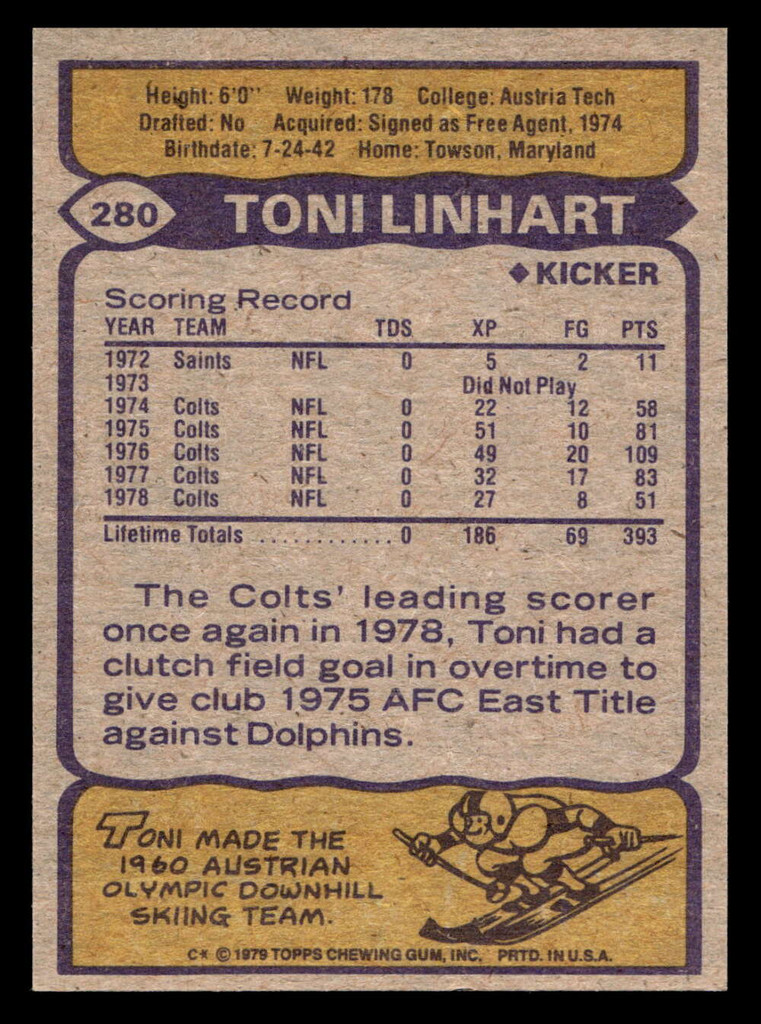 Height: 6'0'' Weight: 178 College: Austria Tech
Drafted: No Acquired: Signed as Free Agent, 1974
Birthdate: 7-24-42 Home: Towson, Maryland
280 TONI LINHART
◆ KICKER
Scoring Record
YEAR TEAM TDS XP FG PTS
1972 Saints NFL 0 5 2 11
1973 Did Not Play
1974 Colts NFL 0 22 12 58
1975 Colts NFL 0 51 10 81
1976 Colts NFL 0 49 20 109
1977 Colts NFL 0 32 17 83
1978 Colts NFL 0 27 8 51
Lifetime Totals ............ 0 186 69 393
The Colts' leading scorer
once again in 1978, Toni had a
clutch field goal in overtime to
give club 1975 AFC East Title
against Dolphins.
TONI MADE THE
1960 AUSTRIAN
OLYMPIC DOWNHILL
SKIING TEAM.
C* © 1979 TOPPS CHEWING GUM, INC. PRTD. IN U.S.A.